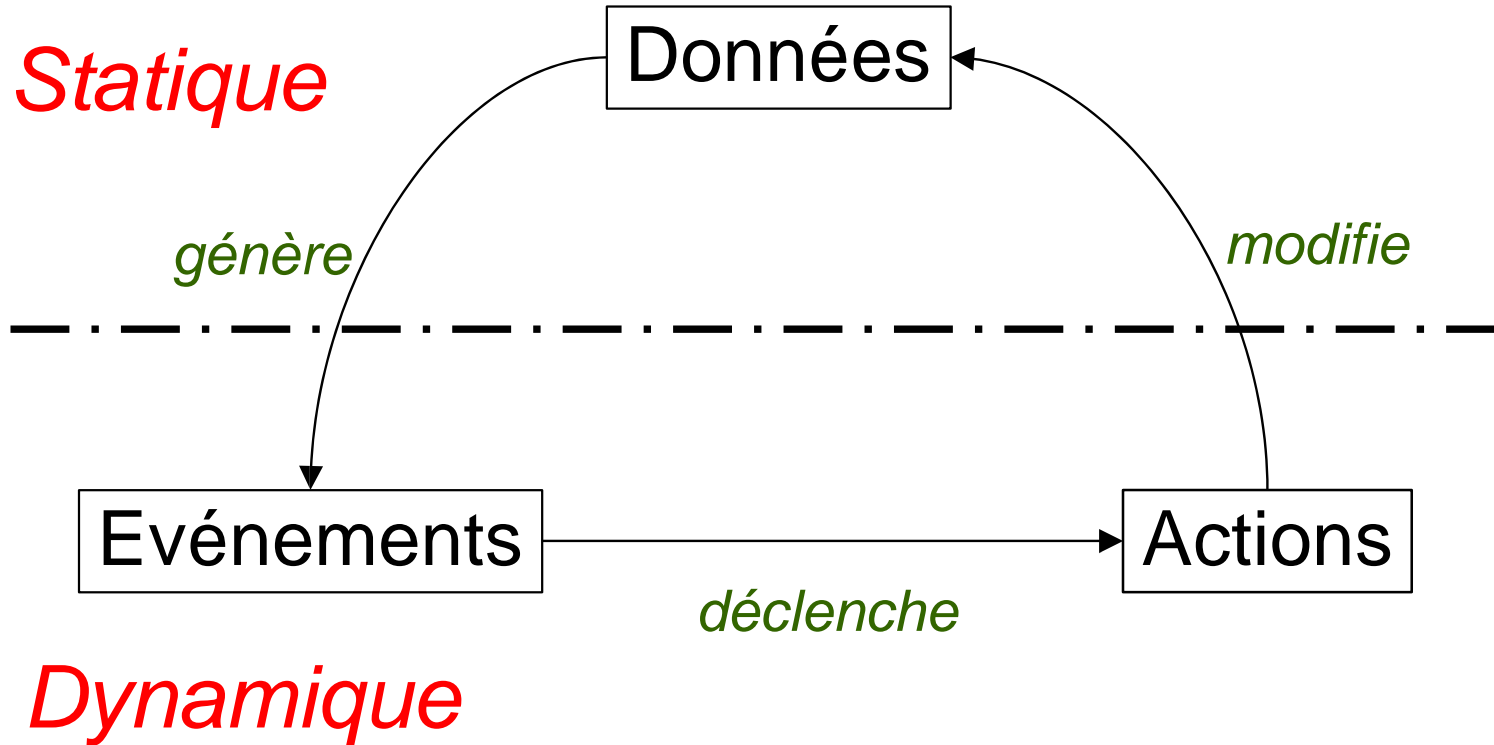 Données
Statique
génère
modifie
Evénements
Actions
déclenche
Dynamique